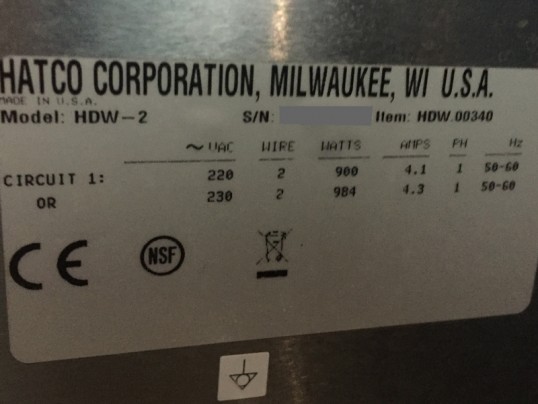 HATCO CORPORATION, MILWAUKEE, WI U.S.A.
MADE IN U.S.A.
Model: HDW-2 S/N: Item: HDW.00340
~ VAC WIRE WATTS AMPS PH Hz
CIRCUIT 1: 220 2 900 4.1 1 50-60
OR 230 2 984 4.3 1 50-60
CE NSF